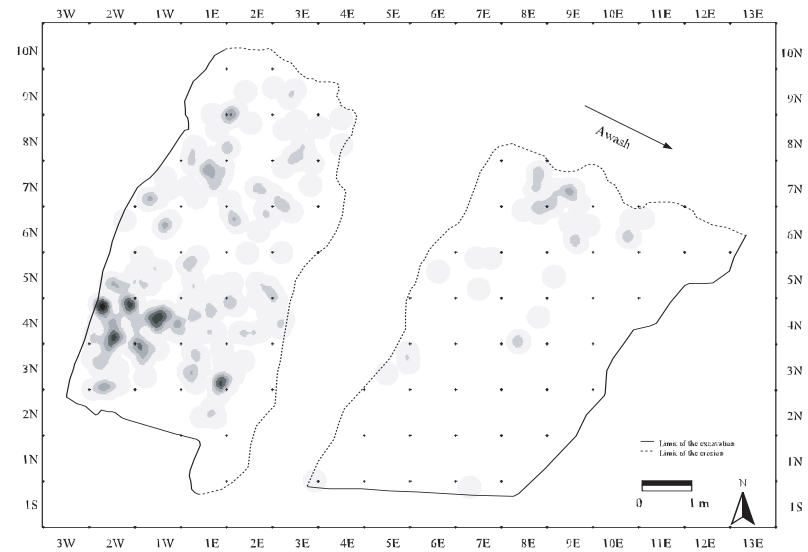 3W 2W 1W 1E 2E 3E 4E 5E 6E 7E 8E 9E 10E 11E 12E 13E
10N 10N
9N 9N
8N 8N
Awash
7N 7N
6N 6N
5N 5N
4N 4N
3N 3N
2N 2N
Limit of the excavation
Limit of the erosion
1N 1N
N
0 1 m
1S 1S
3W 2W 1W 1E 2E 3E 4E 5E 6E 7E 8E 9E 10E 11E 12E 13E